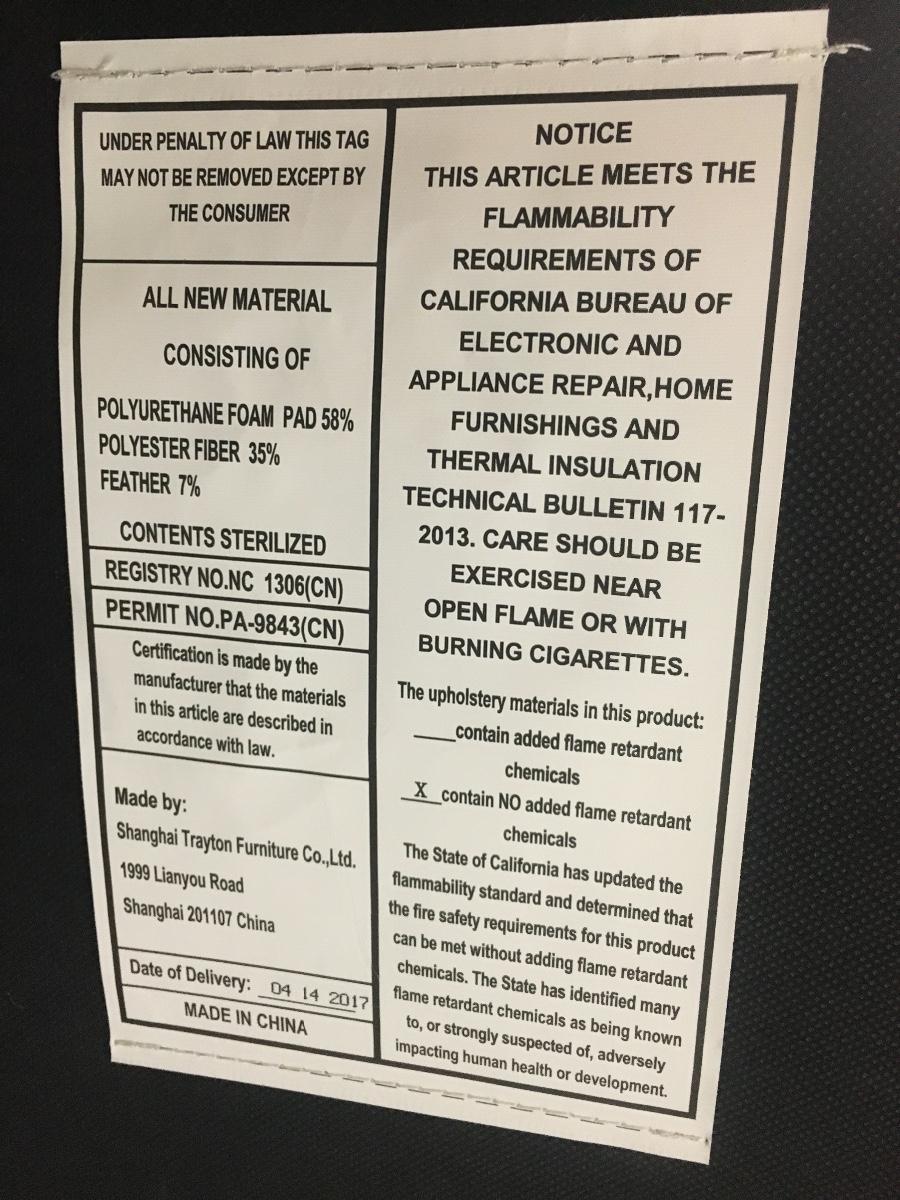 UNDER PENALTY OF LAW THIS TAG
MAY NOT BE REMOVED EXCEPT BY
THE CONSUMER
ALL NEW MATERIAL
CONSISTING OF
POLYURETHANE FOAM PAD 58%
POLYESTER FIBER 35%
FEATHER 7%
CONTENTS STERILIZED
REGISTRY NO.NC 1306(CN)
PERMIT NO.PA-9843(CN)
Certification is made by the
manufacturer that the materials
in this article are described in
accordance with law.
Made by:
Shanghai Trayton Furniture Co.,Ltd.
1999 Lianyou Road
Shanghai 201107 China
Date of Delivery: 04 14 2017
MADE IN CHINA
NOTICE
THIS ARTICLE MEETS THE
FLAMMABILITY
REQUIREMENTS OF
CALIFORNIA BUREAU OF
ELECTRONIC AND
APPLIANCE REPAIR,HOME
FURNISHINGS AND
THERMAL INSULATION
TECHNICAL BULLETIN 117-
2013. CARE SHOULD BE
EXERCISED NEAR
OPEN FLAME OR WITH
BURNING CIGARETTES.
The upholstery materials in this product:
____contain added flame retardant
chemicals
_X_contain NO added flame retardant
chemicals
The State of California has updated the
flammability standard and determined that
the fire safety requirements for this product
can be met without adding flame retardant
chemicals. The State has identified many
flame retardant chemicals as being known
to, or strongly suspected of, adversely
impacting human health or development.